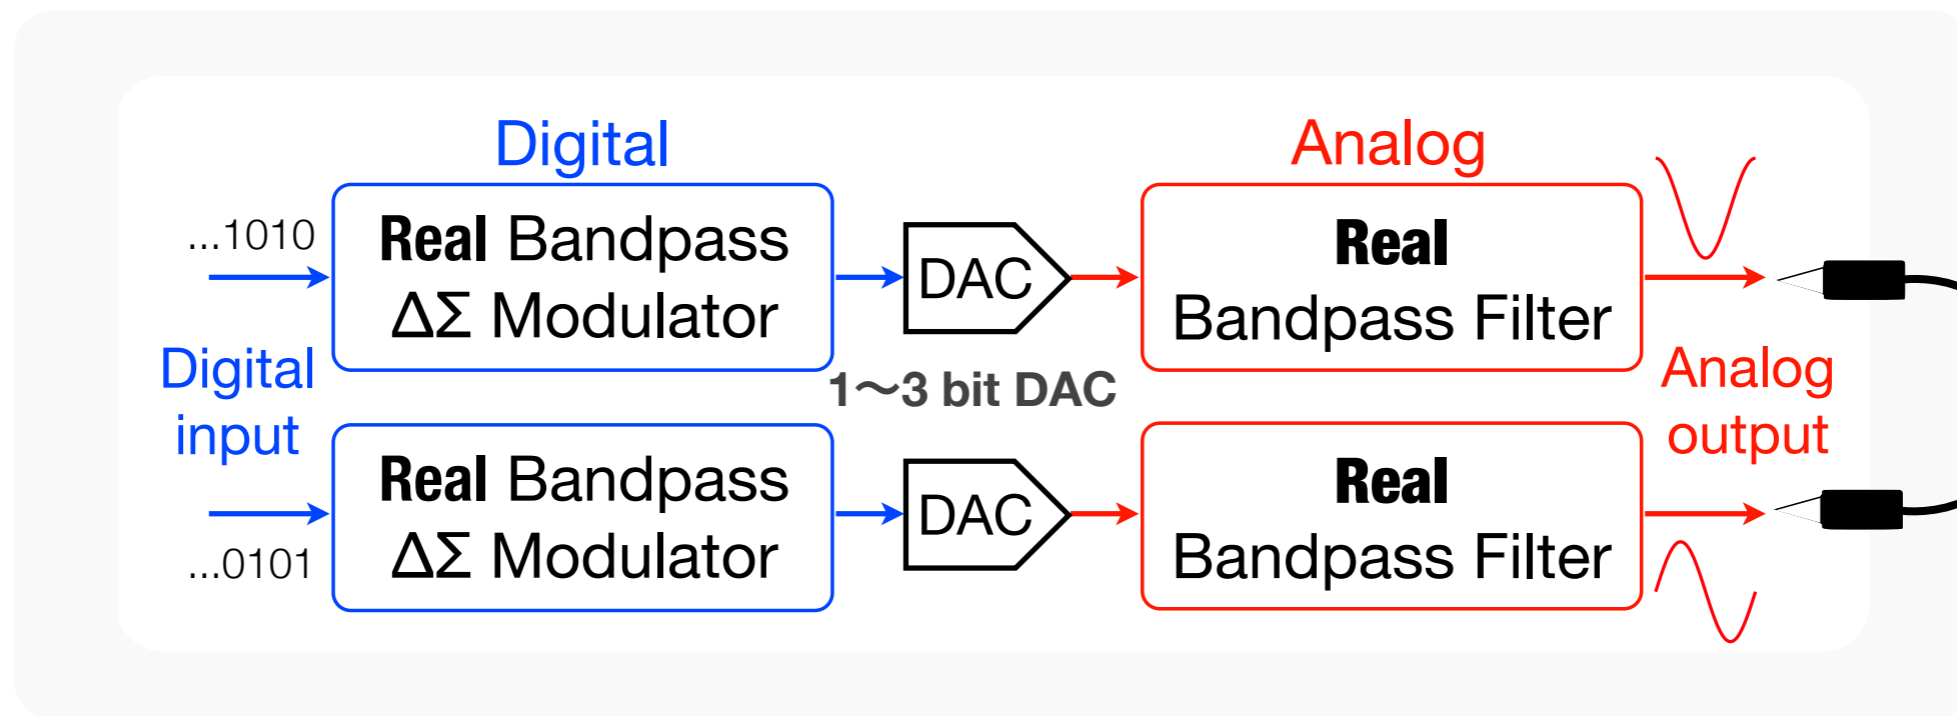 Digital
Analog
...1010
Real Bandpass
ΔΣ Modulator
DAC
Real
Bandpass Filter
Digital
input
1〜3 bit DAC
Analog
output
Real Bandpass
ΔΣ Modulator
...0101
DAC
Real
Bandpass Filter